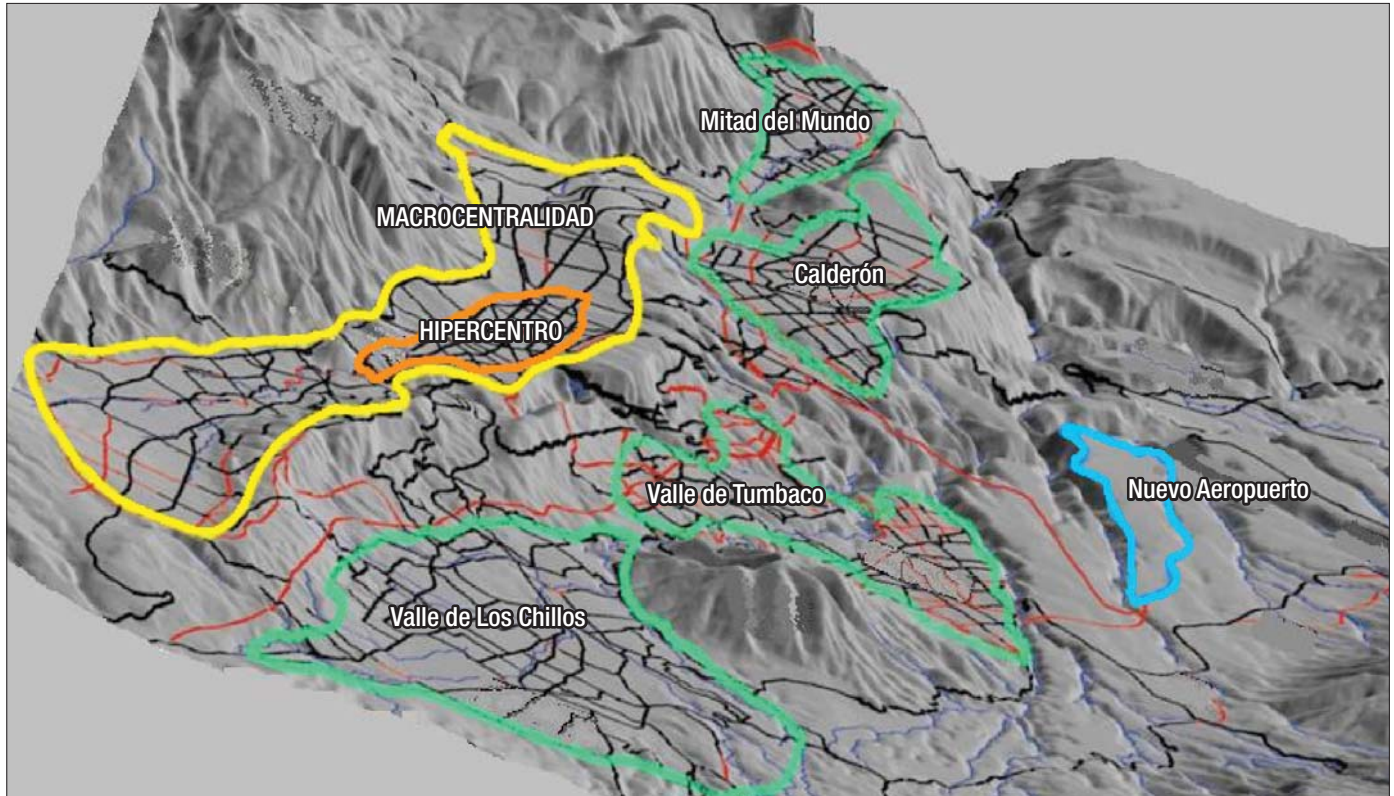 Mitad del Mundo
MACROCENTRALIDAD
Calderón
HIPERCENTRO
Valle de Tumbaco
Nuevo Aeropuerto
Valle de Los Chillos